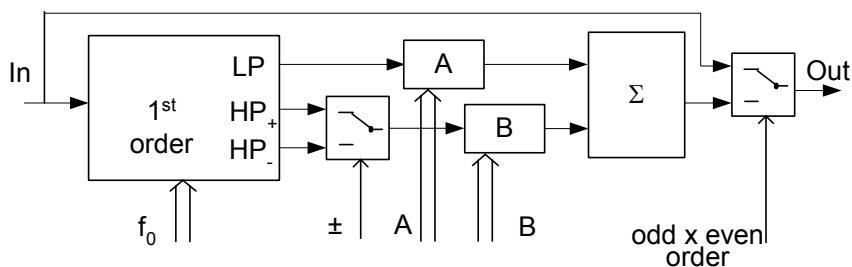 In
1st
order
LP
HP+
HP-
A
B
Σ
Out
f0
±
A
B
odd x even
order